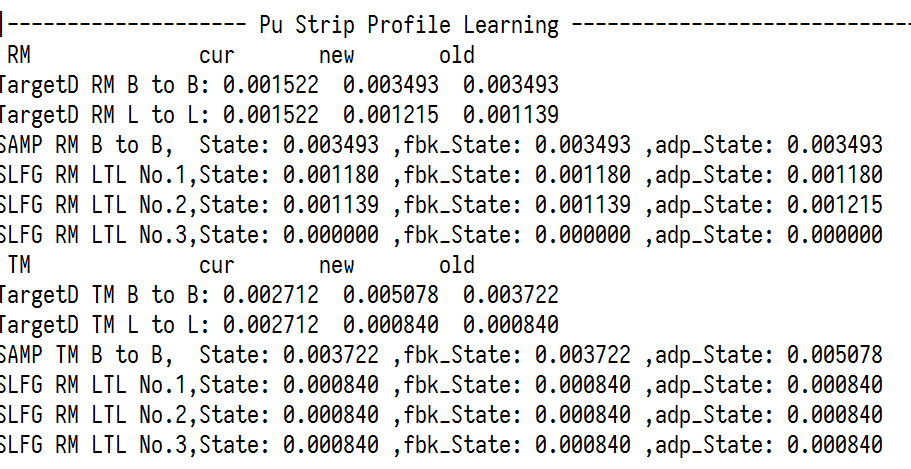 -------------------- Pu Strip Profile Learning -----------------------------
RM cur new old
TargetD RM B to B: 0.001522 0.003493 0.003493
TargetD RM L to L: 0.001522 0.001215 0.001139
SAMP RM B to B, State: 0.003493 ,fbk_State: 0.003493 ,adp_State: 0.003493
SLFG RM LTL No.1,State: 0.001180 ,fbk_State: 0.001180 ,adp_State: 0.001180
SLFG RM LTL No.2,State: 0.001139 ,fbk_State: 0.001139 ,adp_State: 0.001215
SLFG RM LTL No.3,State: 0.000000 ,fbk_State: 0.000000 ,adp_State: 0.000000
TM cur new old
TargetD TM B to B: 0.002712 0.005078 0.003722
TargetD TM L to L: 0.002712 0.000840 0.000840
SAMP TM B to B, State: 0.003722 ,fbk_State: 0.003722 ,adp_State: 0.005078
SLFG RM LTL No.1,State: 0.000840 ,fbk_State: 0.000840 ,adp_State: 0.000840
SLFG RM LTL No.2,State: 0.000840 ,fbk_State: 0.000840 ,adp_State: 0.000840
SLFG RM LTL No.3,State: 0.000840 ,fbk_State: 0.000840 ,adp_State: 0.000840